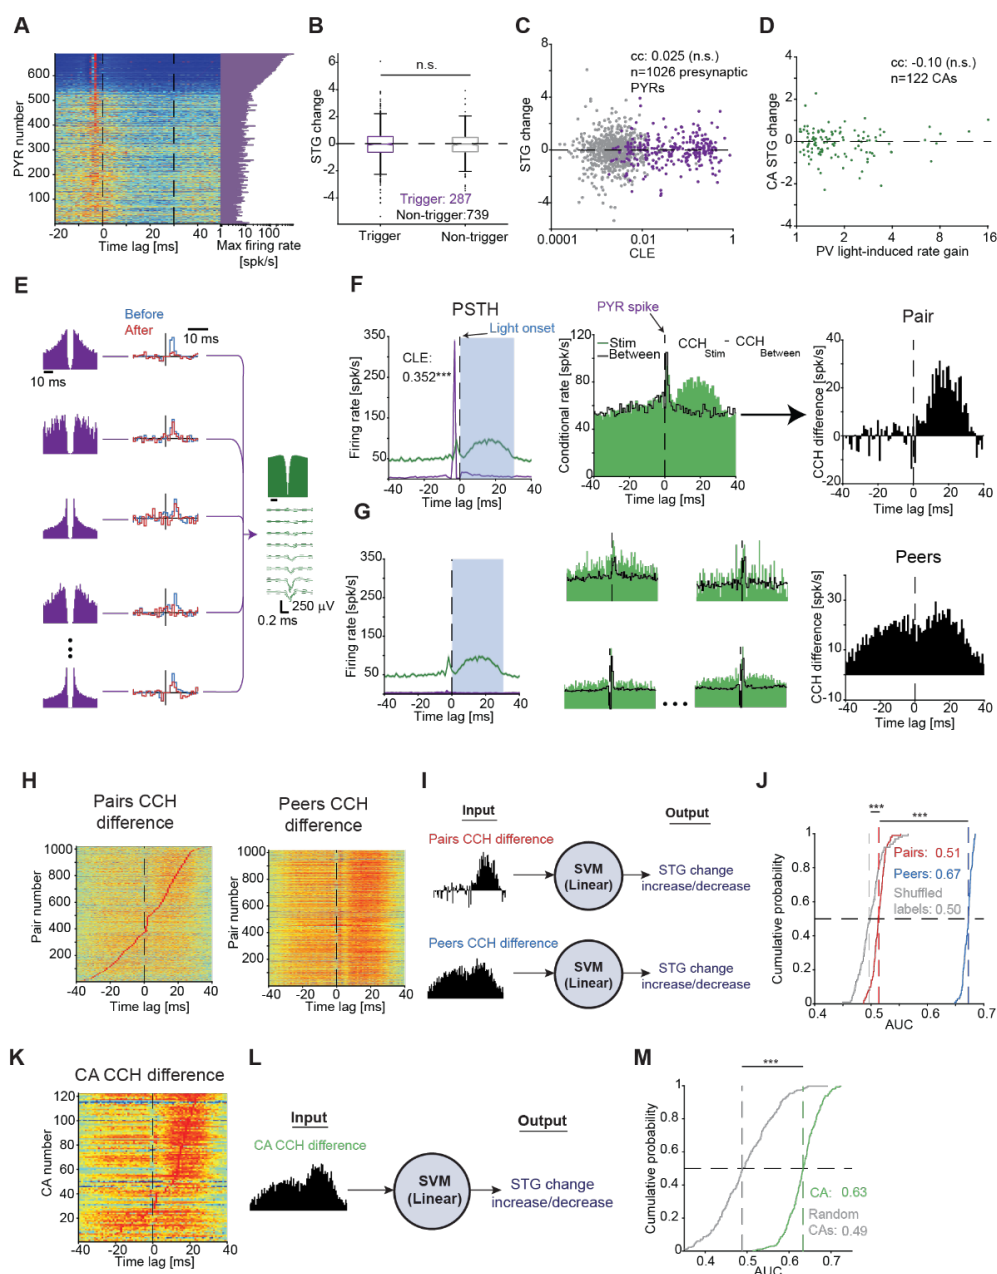 A
PYR number
600
500
400
300
200
100
-20
0
20
40
1
100
Time lag [ms]
Max firing rate
[spk/s]
B
STG change
6
4
2
0
-2
-4
n.s.
Trigger: 287
Non-trigger:739
Trigger
Non-trigger
C
STG change
8
4
0
-4
cc: 0.025 (n.s.)
n=1026 presynaptic
PYRs
0.0001
0.01
1
CLE
D
CA STG change
4
2
0
-2
-4
cc: -0.10 (n.s.)
n=122 CAs
1
2
4
16
PV light-induced rate gain
E
Before
After
10 ms
10 ms
250 µV
0.2 ms
F
PSTH
Light onset
CLE:
0.352***
Firing rate [spk/s]
350
250
150
50
-40
-20
0
20
40
Time lag [ms]
PYR spike
Stim
Between
CCH Stim - CCH Between
Conditional rate [spk/s]
150
100
50
-40
-20
0
20
40
Time lag [ms]
Pair
CCH difference [spk/s]
40
20
0
-20
-40
-20
0
20
40
Time lag [ms]
G
Firing rate [spk/s]
350
250
150
50
-40
-20
0
20
40
Time lag [ms]
Peers
CCH difference [spk/s]
30
10
-10
-40
-20
0
20
40
Time lag [ms]
H
Pairs CCH
difference
Pair number
1000
800
600
400
200
-40
-20
0
20
40
Time lag [ms]
Peers CCH
difference
Pair number
1000
800
600
400
200
-40
-20
0
20
40
Time lag [ms]
I
Input
Output
Pairs CCH difference
SVM
(Linear)
STG change
increase/decrease
Peers CCH difference
SVM
(Linear)
STG change
increase/decrease
J
***
***
Cumulative probability
1
0.8
0.6
0.4
0.2
0
Pairs: 0.51
Peers: 0.67
Shuffled
labels: 0.50
0.4
0.5
0.6
0.7
AUC
K
CA CCH difference
CA number
120
100
80
60
40
20
-40
-20
0
20
40
Time lag [ms]
L
Input
Output
CA CCH difference
SVM
(Linear)
STG change
increase/decrease
M
***
Cumulative probability
1
0.8
0.6
0.4
0.2
0
CA: 0.63
Random
CAs: 0.49
0.4
0.5
0.6
0.7
AUC